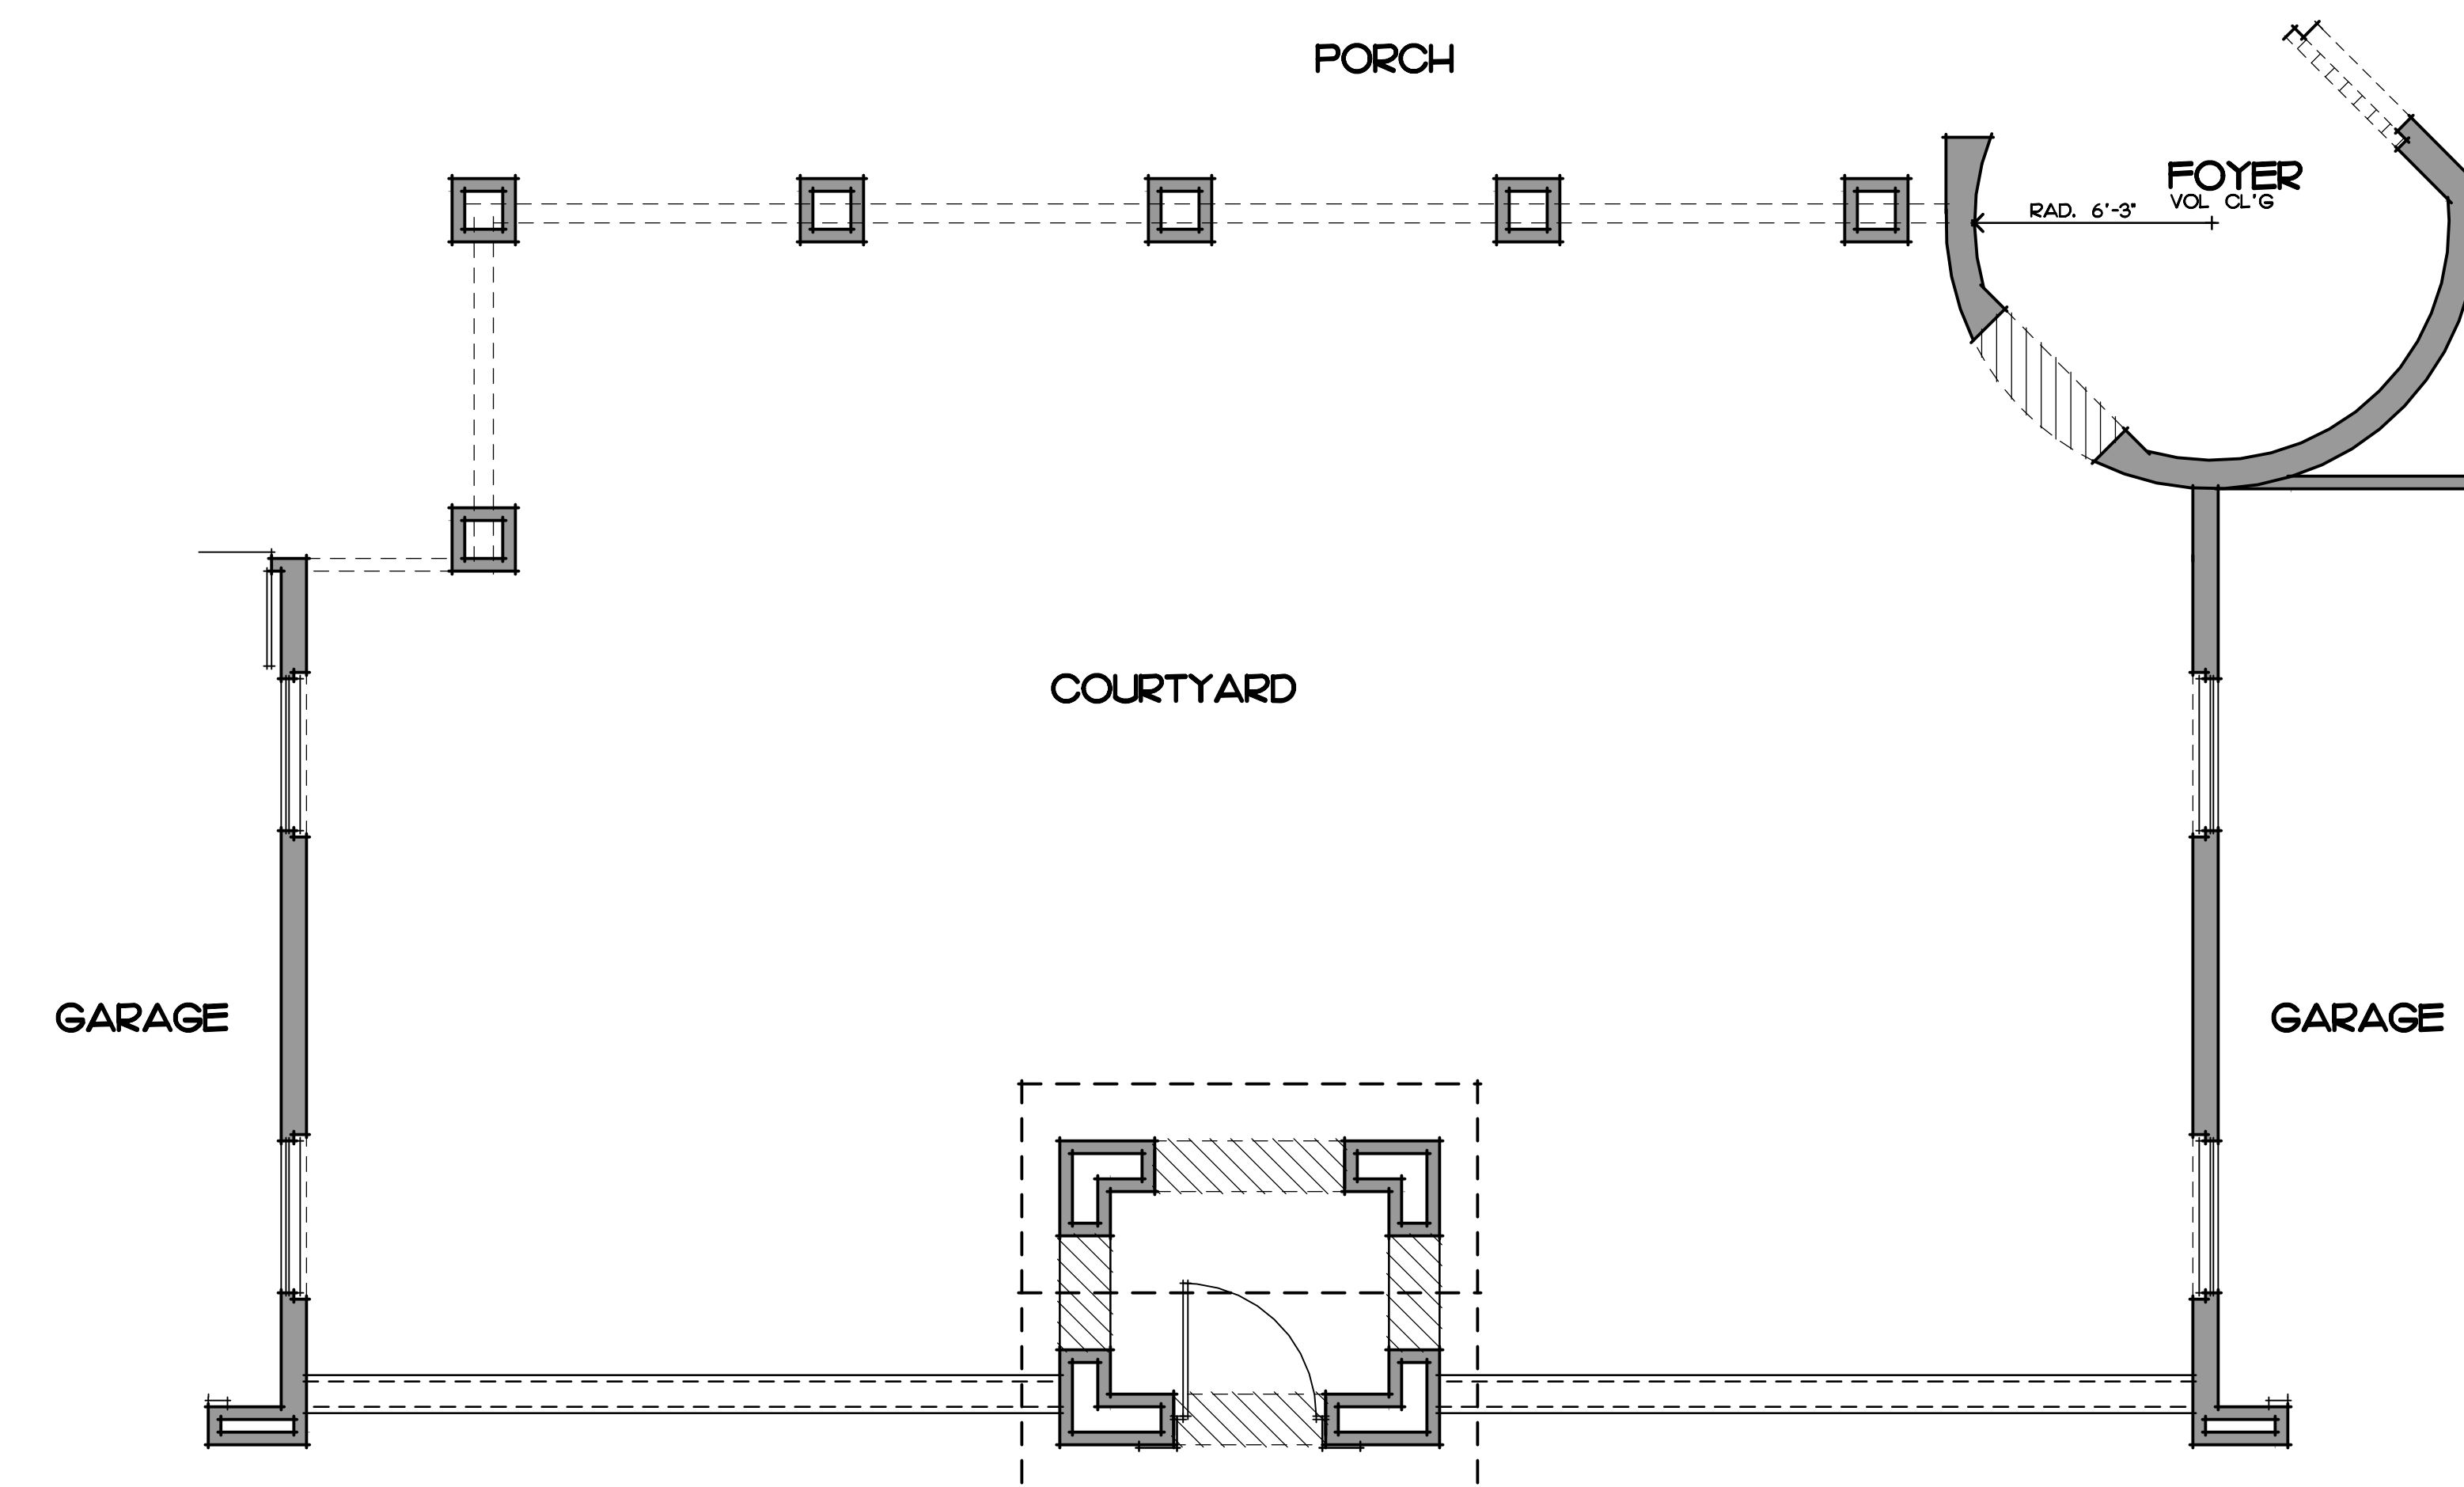 PORCH
FOYER
VOL CL'G
RAD. 6'-3"
COURTYARD
GARAGE
GARAGE